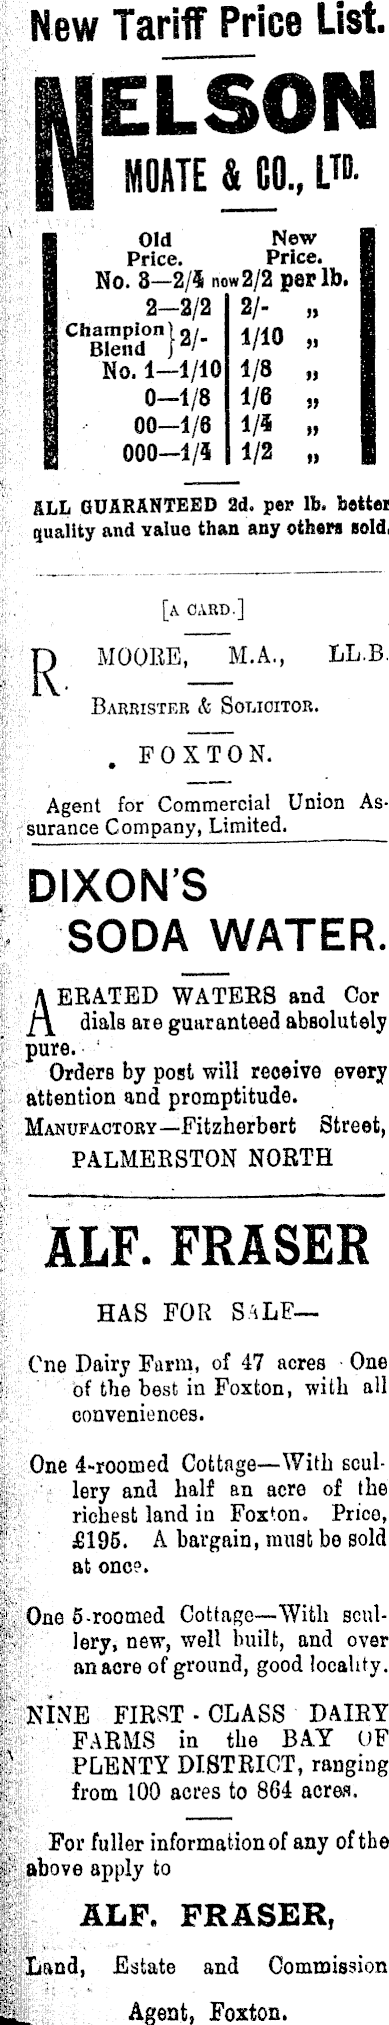 New Tariff Price List.
NELSON
MOATE & CO., LTD.
Old New
Price. Price.
No. 3—2/4 now 2/2 per lb.
2—2/2 2/- „
Champion } 2/- 1/10 „
Blend
No. 1—1/10 1/8 „
0—1/8 1/6 „
00—1/6 1/4 „
000—1/4 1/2 „
ALL GUARANTEED 2d. per lb. better
quality and value than any others sold.
[A CARD.]
R. MOORE, M.A., LL.B.
BARRISTER & SOLICITOR.
FOXTON.
Agent for Commercial Union As-
surance Company, Limited.
DIXON'S
SODA WATER.
AERATED WATERS and Cor
dials are guaranteed absolutely
pure.
Orders by post will receive every
attention and promptitude.
MANUFACTORY—Fitzherbert Street,
PALMERSTON NORTH
ALF. FRASER
HAS FOR SALE—
One Dairy Farm, of 47 acres One
of the best in Foxton, with all
conveniences.
One 4-roomed Cottage—With scul-
lery and half an acre of the
richest land in Foxton. Price,
£195. A bargain, must be sold
at once.
One 5-roomed Cottage—With scul-
lery, new, well built, and over
an acre of ground, good locality.
NINE FIRST-CLASS DAIRY
FARMS in the BAY OF
PLENTY DISTRICT, ranging
from 100 acres to 864 acres.
For fuller information of any of the
above apply to
ALF. FRASER,
Land, Estate and Commission
Agent, Foxton.